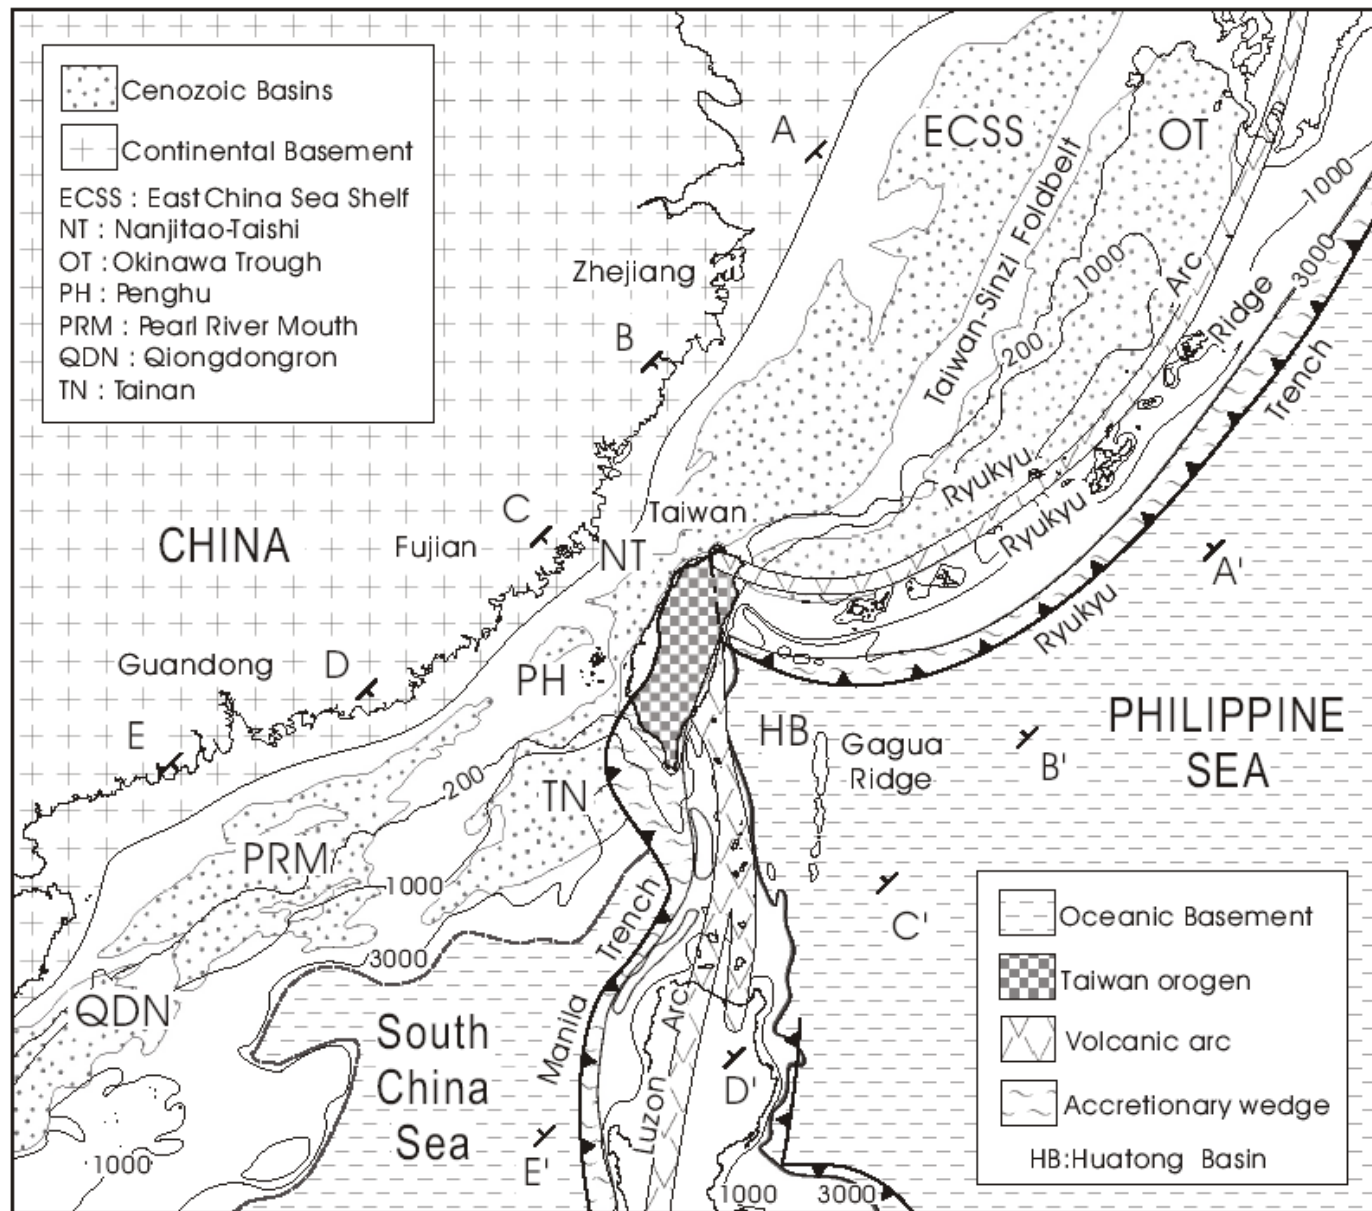 Cenozoic Basins
Continental Basement
ECSS : East China Sea Shelf
NT : Nanjitao-Taishi
OT : Okinawa Trough
PH : Penghu
PRM : Pearl River Mouth
QDN : Qiongdongron
TN : Tainan
A
ECSS
OT
1000
3000
Taiwan-Sinzi Foldbelt
1000
Arc
Ridge
Zhejiang
B
200
Trench
Ryukyu
C
Taiwan
Ryukyu
CHINA
Fujian
NT
A'
Ryukyu
Guandong
D
PH
E
HB
Gagua
Ridge
PHILIPPINE
SEA
B'
200
TN
PRM
1000
Trench
C'
3000
QDN
South
China
Sea
Manila
Arc
Luzon
D'
E'
1000
1000
3000
Oceanic Basement
Taiwan orogen
Volcanic arc
Accretionary wedge
HB:Huatong Basin